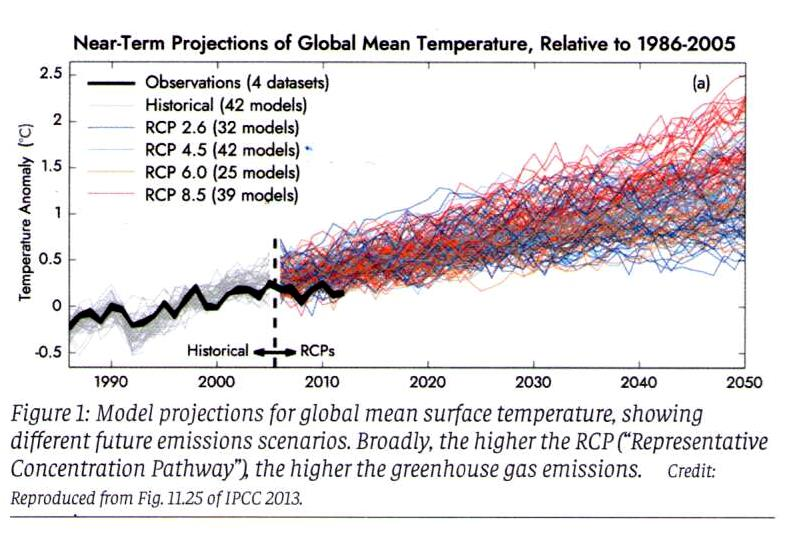 Near-Term Projections of Global Mean Temperature, Relative to 1986-2005
2.5
2
1.5
1
0.5
0
-0.5
Temperature Anomaly (°C)
Observations (4 datasets)
Historical (42 models)
RCP 2.6 (32 models)
RCP 4.5 (42 models)
RCP 6.0 (25 models)
RCP 8.5 (39 models)
(a)
Historical
RCPs
1990 2000 2010 2020 2030 2040 2050
Figure 1: Model projections for global mean surface temperature, showing
different future emissions scenarios. Broadly, the higher the RCP (“Representative
Concentration Pathway”), the higher the greenhouse gas emissions. Credit:
Reproduced from Fig. 11.25 of IPCC 2013.